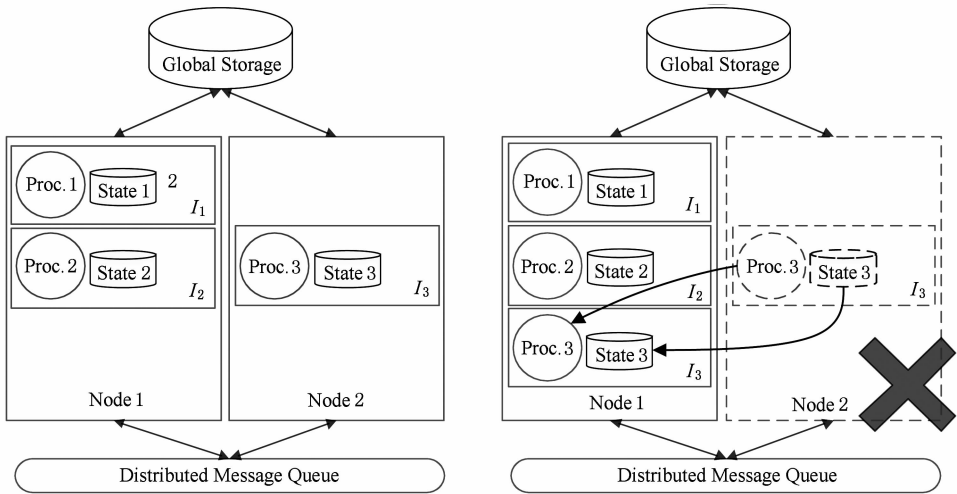 Global Storage
Proc. 1
State 1
2
I1
Proc. 2
State 2
I2
Proc. 3
State 3
I3
Node 1
Node 2
Distributed Message Queue
Global Storage
Proc. 1
State 1
I1
Proc. 2
State 2
I2
Proc. 3
State 3
I3
Proc. 3
State 3
I3
Node 1
Node 2
Distributed Message Queue